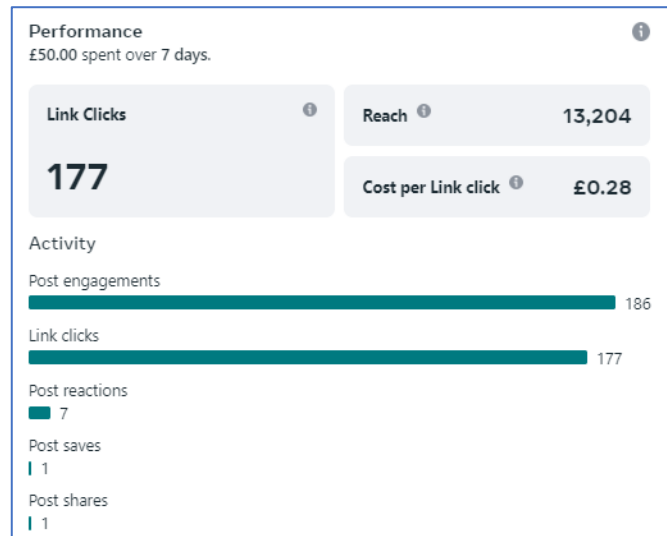 Performance
£50.00 spent over 7 days.
Link Clicks
177
Reach
13,204
Cost per Link click
£0.28
Activity
Post engagements
186
Link clicks
177
Post reactions
7
Post saves
1
Post shares
1